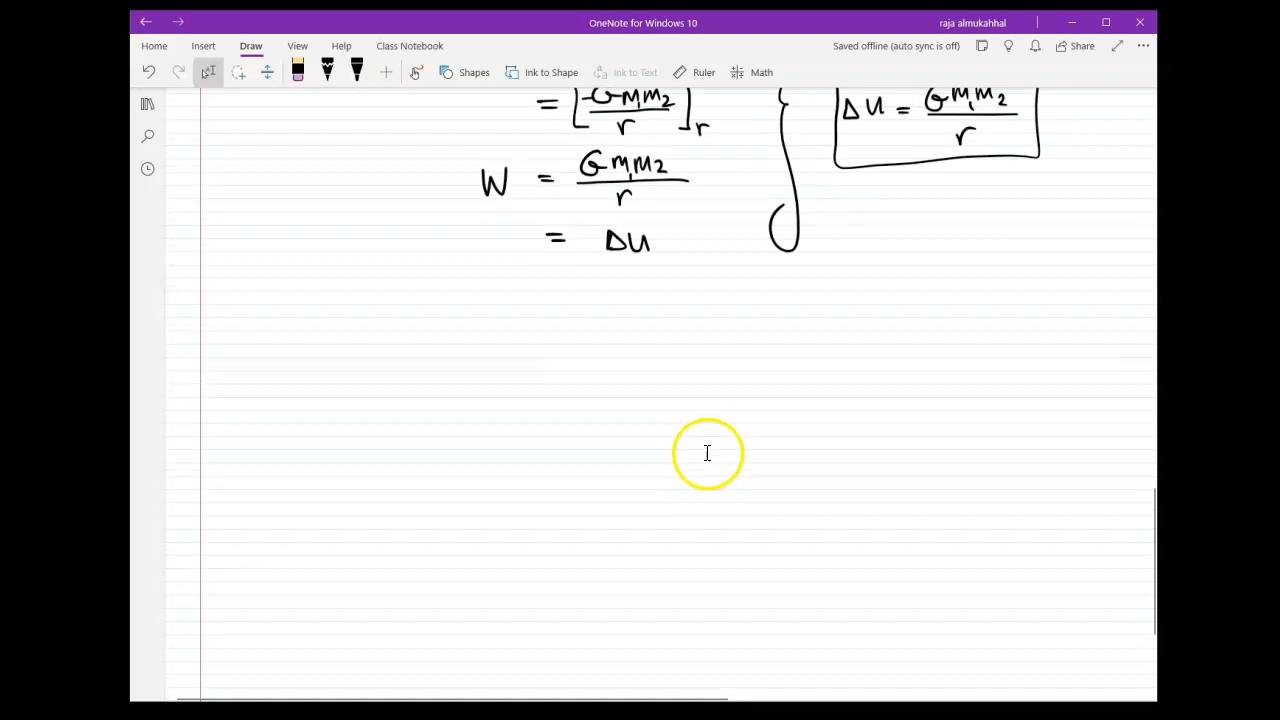 OneNote for Windows 10
raja almukahhal
Home Insert Draw View Help Class Notebook
Saved offline (auto sync is off)
Share
Shapes Ink to Shape Ink to Text Ruler Math
= [-Gm₁m₂/r]r
ΔU = Gm₁m₂/r
W = Gm₁m₂/r
= ΔU